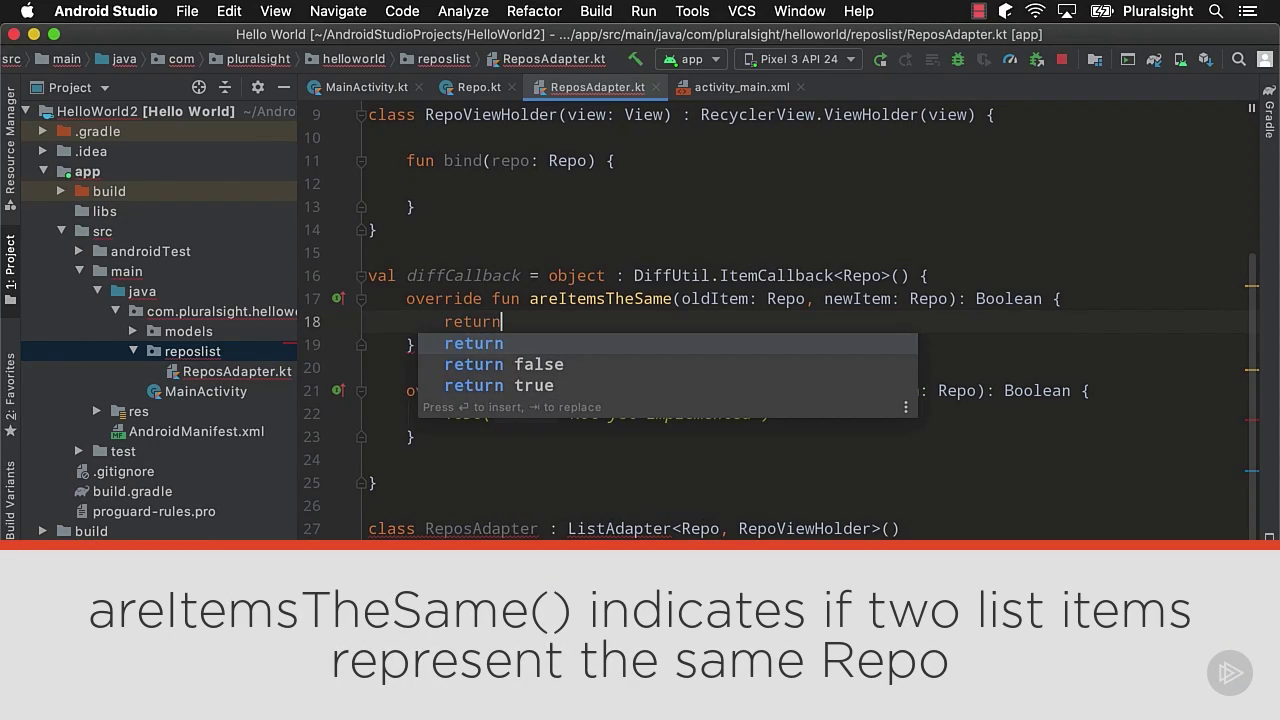 Android Studio File Edit View Navigate Code Analyze Refactor Build Run Tools VCS Window Help Pluralsight
Hello World [~/AndroidStudioProjects/HelloWorld2] - .../app/src/main/java/com/pluralsight/helloworld/reposlist/ReposAdapter.kt [app]
src main java com pluralsight helloworld reposlist ReposAdapter.kt app Pixel 3 API 24
Project MainActivity.kt Repo.kt ReposAdapter.kt activity_main.xml
Resource Manager
1: Project
2: Favorites
Build Variants
HelloWorld2 [Hello World] ~/Andro
.gradle
.idea
app
build
libs
src
androidTest
main
java
com.pluralsight.hellow
models
reposlist
ReposAdapter.kt
MainActivity
res
AndroidManifest.xml
test
.gitignore
build.gradle
proguard-rules.pro
build
9 class RepoViewHolder(view: View) : RecyclerView.ViewHolder(view) {
10
11 fun bind(repo: Repo) {
12
13 }
14 }
15
16 val diffCallback = object : DiffUtil.ItemCallback<Repo>() {
17 override fun areItemsTheSame(oldItem: Repo, newItem: Repo): Boolean {
18 return
19 }
20
21 : Repo): Boolean {
22
23 }
24
25 }
26
27 class ReposAdapter : ListAdapter<Repo, RepoViewHolder>()
return
return false
return true
Press ⏎ to insert, ⇥ to replace
Gradle
areItemsTheSame() indicates if two list items
represent the same Repo